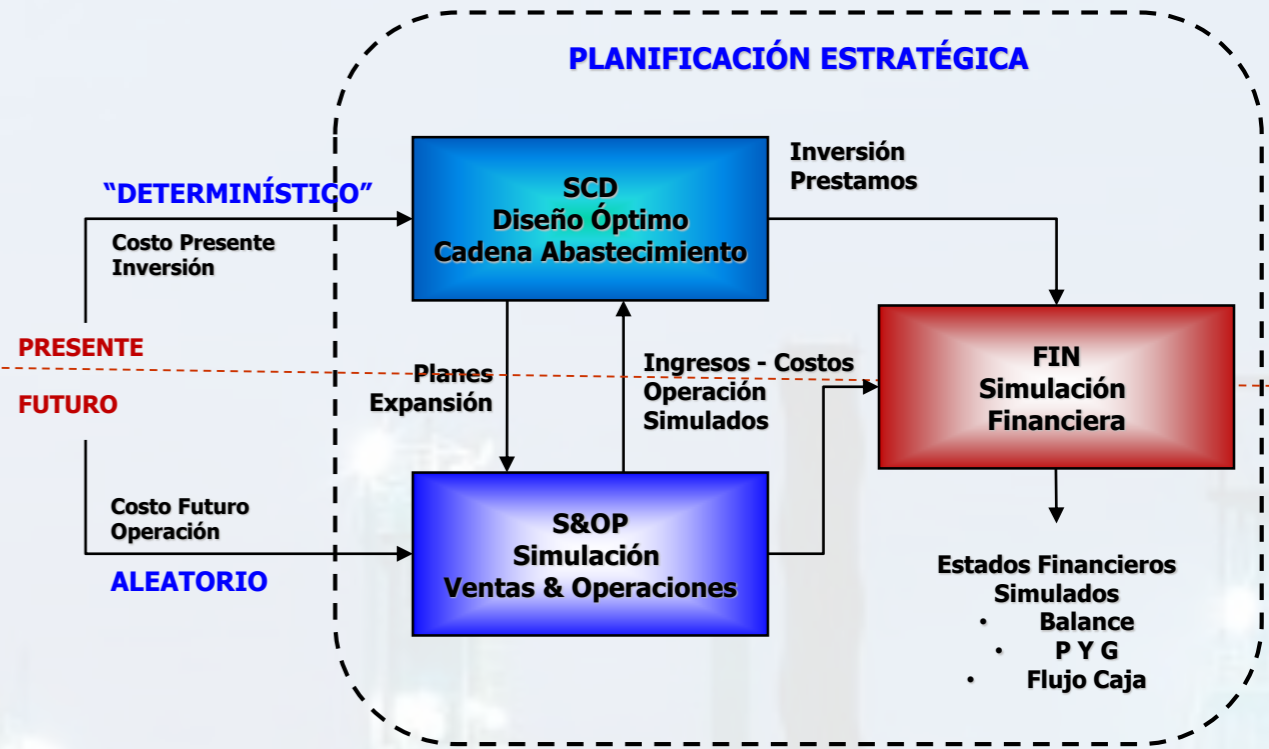 PLANIFICACIÓN ESTRATÉGICA
"DETERMINÍSTICO"
Costo Presente
Inversión
SCD
Diseño Óptimo
Cadena Abastecimiento
Inversión
Prestamos
PRESENTE
FUTURO
Planes
Expansión
Ingresos - Costos
Operación
Simulados
FIN
Simulación
Financiera
Costo Futuro
Operación
ALEATORIO
S&OP
Simulación
Ventas & Operaciones
Estados Financieros
Simulados
• Balance
• P Y G
• Flujo Caja